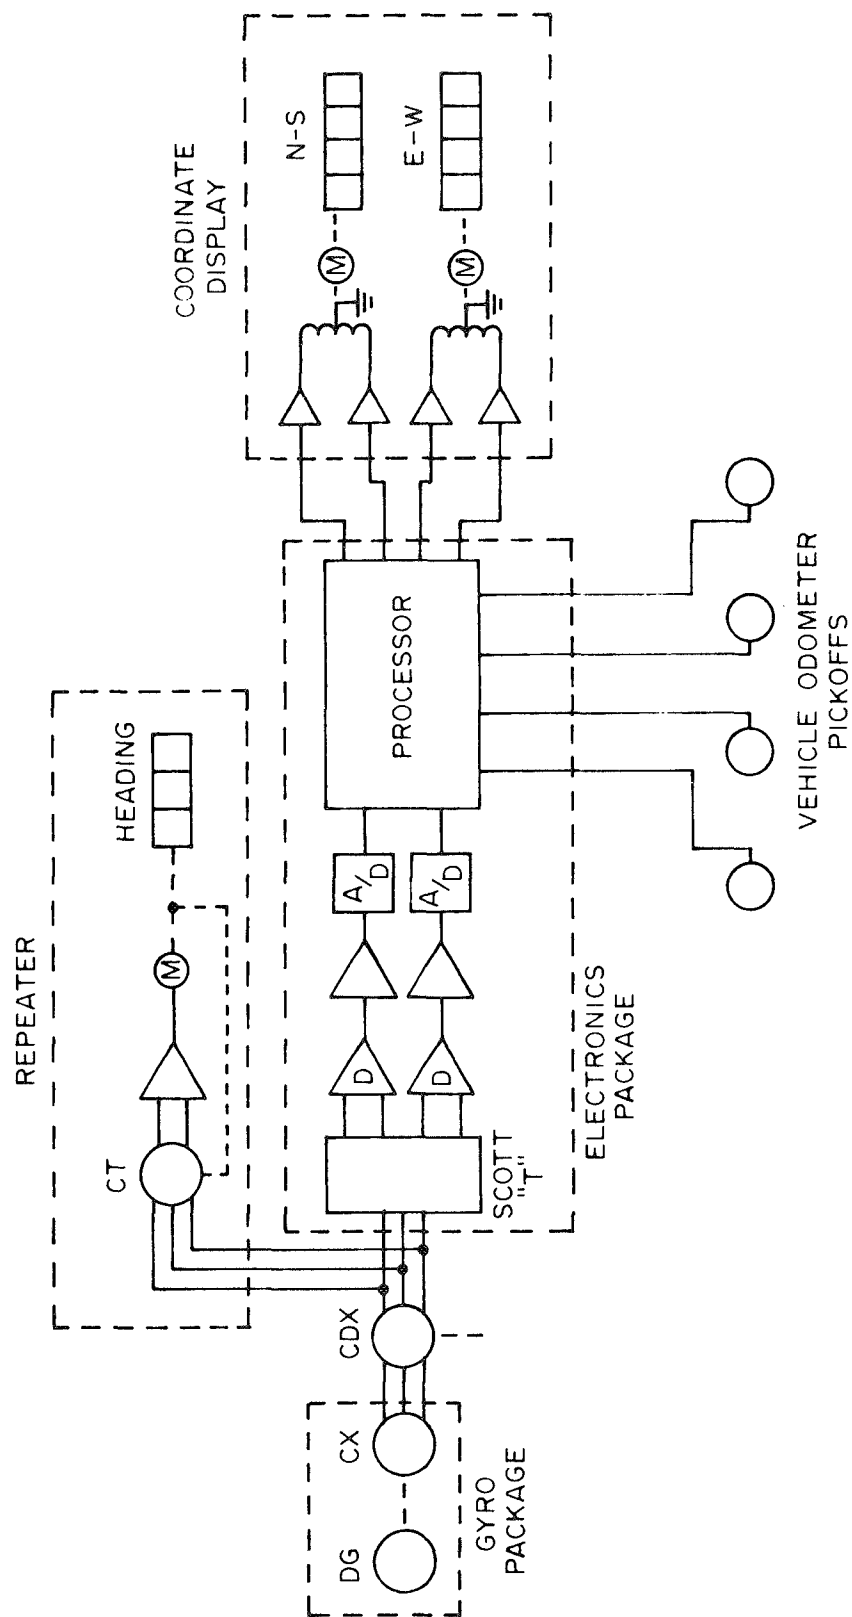 COORDINATE
DISPLAY
N-S
E-W
M
M
REPEATER
HEADING
M
CT
PROCESSOR
A/D
A/D
D
D
SCOTT
"T"
ELECTRONICS
PACKAGE
VEHICLE ODOMETER
PICKOFFS
CDX
CX
DG
GYRO
PACKAGE